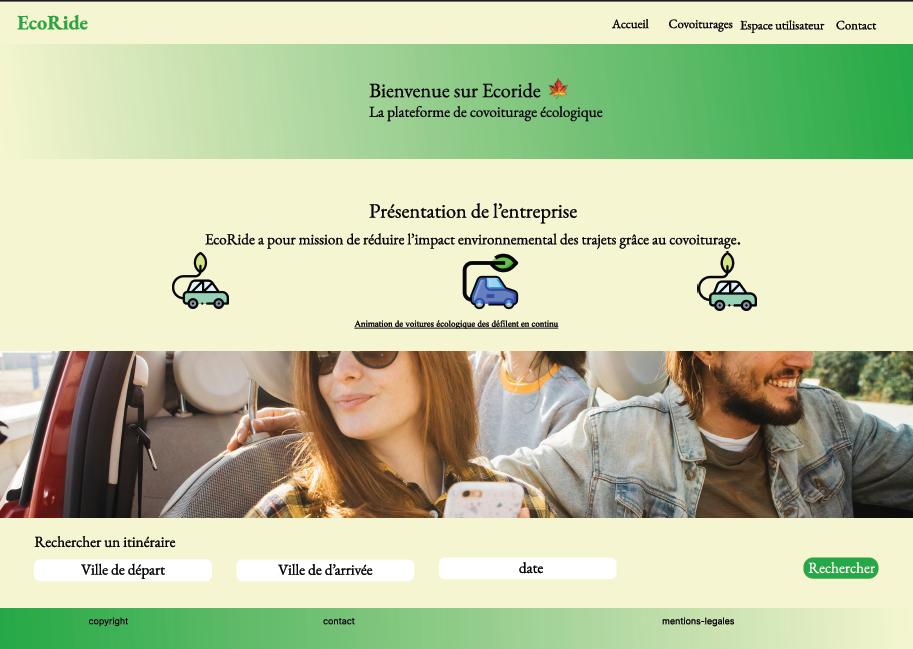 EcoRide
Accueil Covoiturages Espace utilisateur Contact
Bienvenue sur Ecoride 🍁
La plateforme de covoiturage écologique
Présentation de l'entreprise
EcoRide a pour mission de réduire l'impact environnemental des trajets grâce au covoiturage.
Animation de voitures écologique des défilent en continu
Rechercher un itinéraire
Ville de départ Ville de d'arrivée date Rechercher
copyright contact mentions-legales